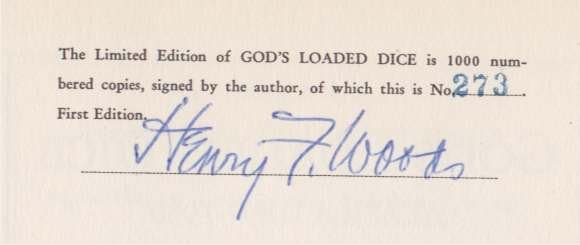 The Limited Edition of GOD'S LOADED DICE is 1000 num-
bered copies, signed by the author, of which this is No. 273.
First Edition.
Henry F. Woods